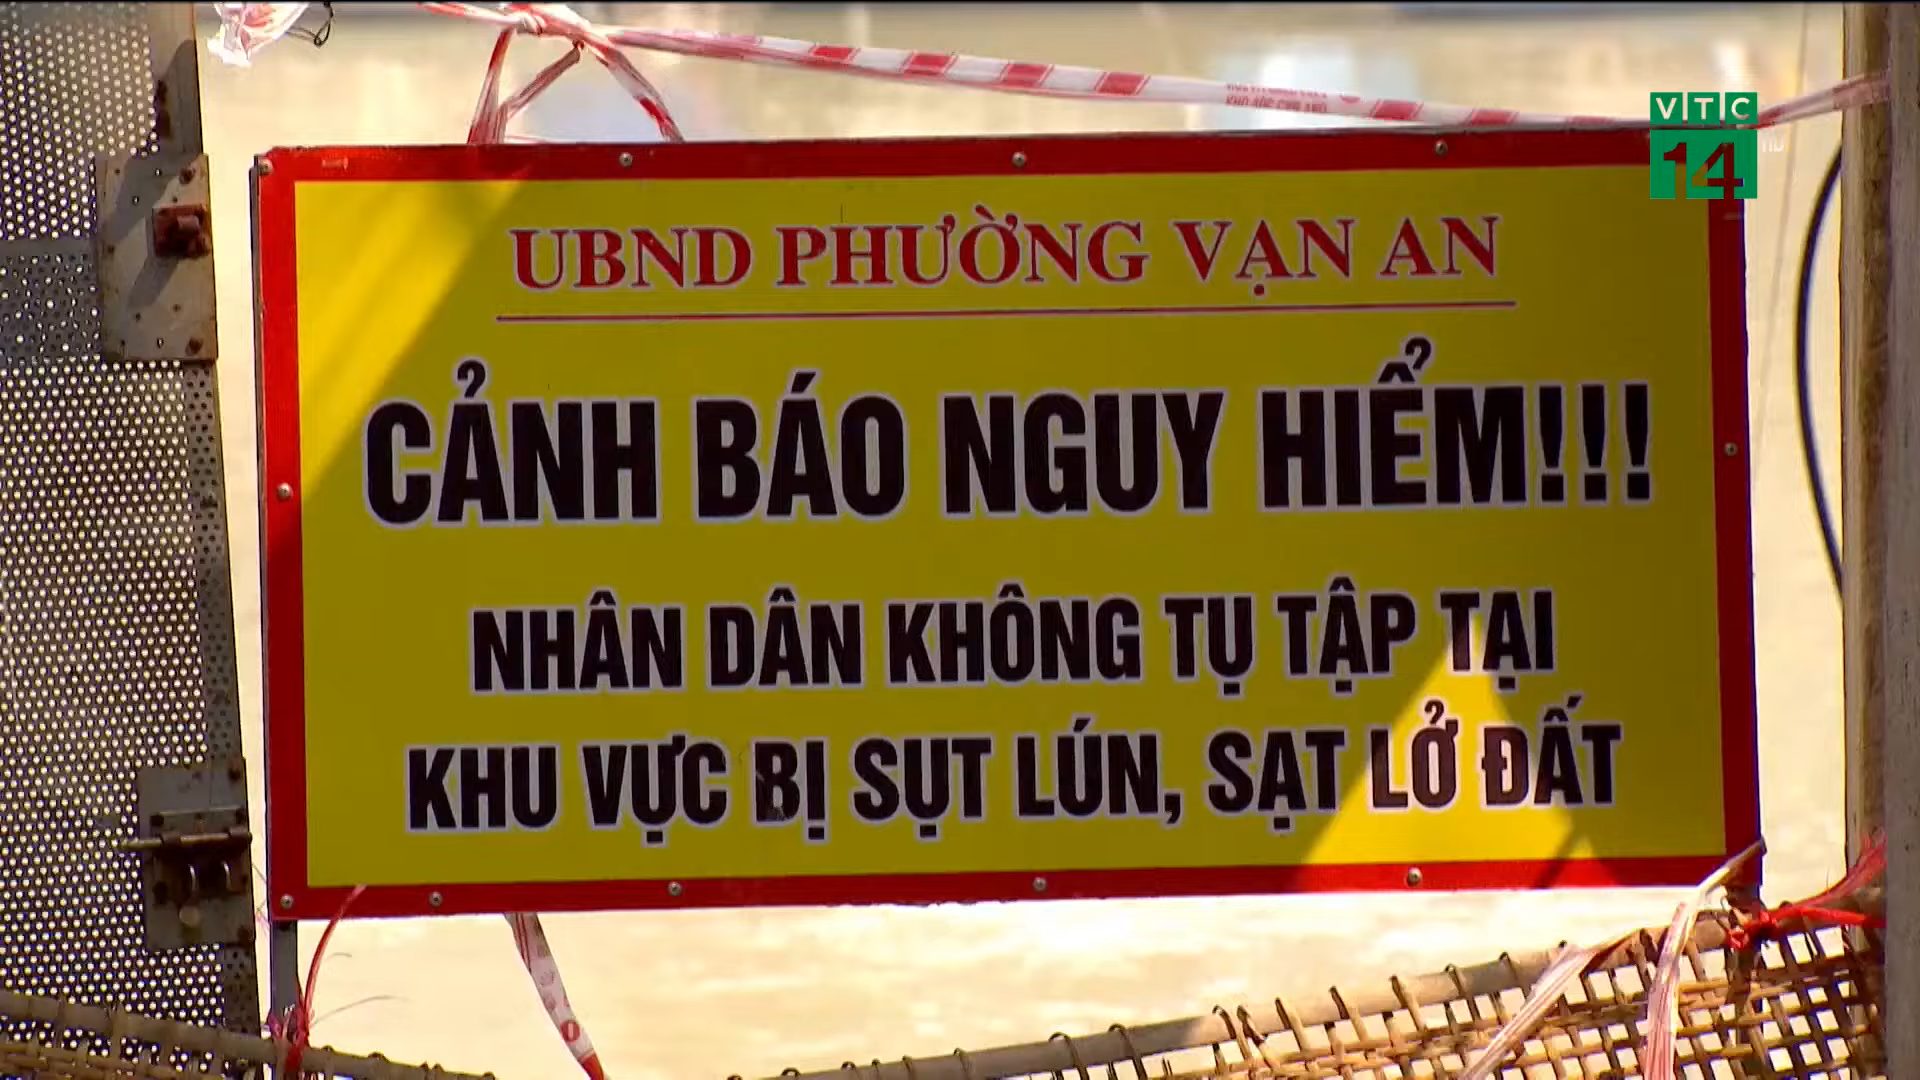 VTC
14
HD
UBND PHƯỜNG VẠN AN
CẢNH BÁO NGUY HIỂM!!!
NHÂN DÂN KHÔNG TỤ TẬP TẠI
KHU VỰC BỊ SỤT LÚN, SẠT LỞ ĐẤT